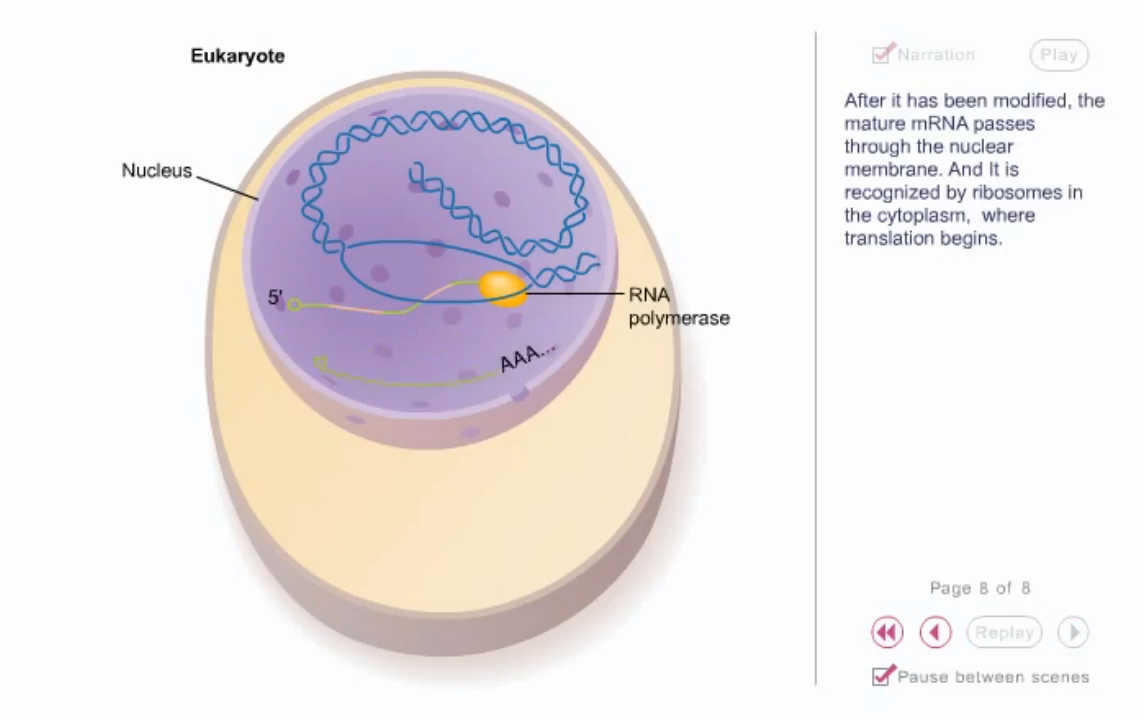 Eukaryote
Nucleus
5'
RNA
polymerase
AAA...
Narration
Play
After it has been modified, the
mature mRNA passes
through the nuclear
membrane. And It is
recognized by ribosomes in
the cytoplasm, where
translation begins.
Page 8 of 8
Replay
Pause between scenes